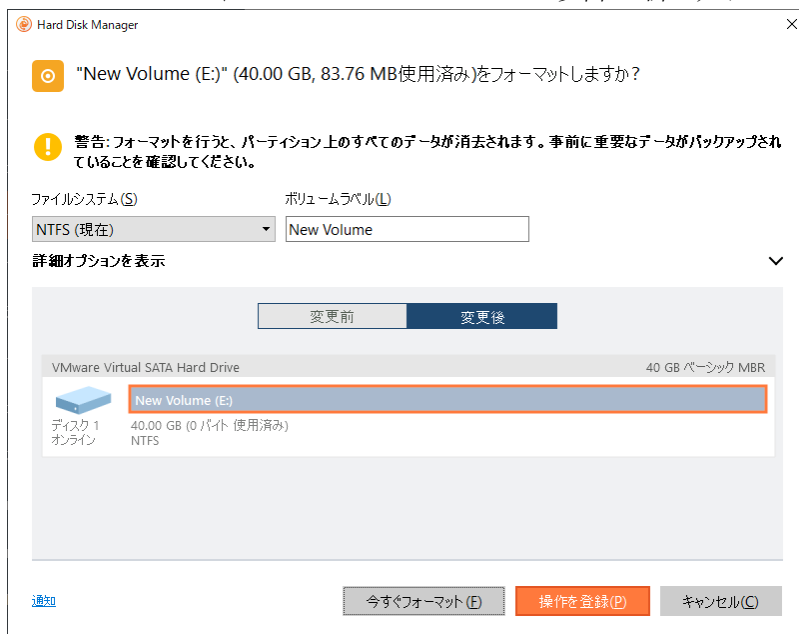 Hard Disk Manager
"New Volume (E:)" (40.00 GB, 83.76 MB使用済み)をフォーマットしますか?
警告: フォーマットを行うと、パーティション上のすべてのデータが消去されます。事前に重要なデータがバックアップされ
ていることを確認してください。
ファイルシステム(S) ボリュームラベル(L)
NTFS (現在) New Volume
詳細オプションを表示
変更前 変更後
VMware Virtual SATA Hard Drive 40 GB ベーシック MBR
New Volume (E:)
ディスク 1 40.00 GB (0 バイト 使用済み)
オンライン NTFS
通知 今すぐフォーマット(F) 操作を登録(P) キャンセル(C)